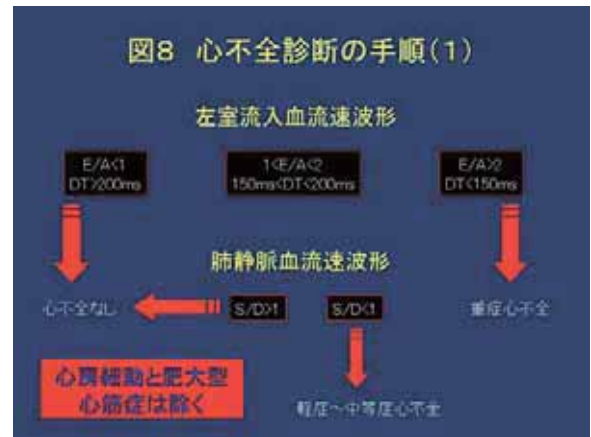 図8 心不全診断の手順(1)
左室流入血流速波形
E/A<1
DT>200ms
1<E/A<2
150ms<DT<200ms
E/A>2
DT<150ms
肺静脈血流速波形
心不全なし
S/D>1
S/D<1
重症心不全
心房細動と肥大型
心筋症は除く
軽症~中等症心不全